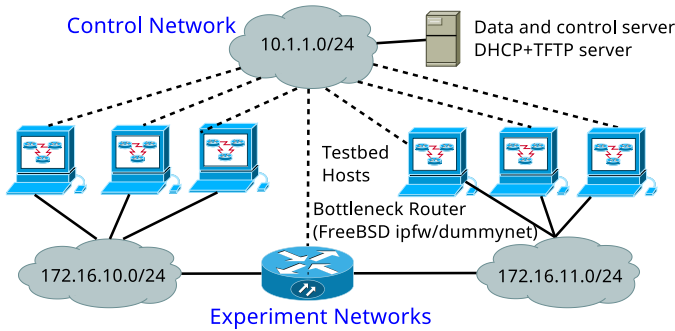 Control Network
10.1.1.0/24
Data and control server
DHCP+TFTP server
Testbed
Hosts
Bottleneck Router
(FreeBSD ipfw/dummynet)
172.16.10.0/24
172.16.11.0/24
Experiment Networks